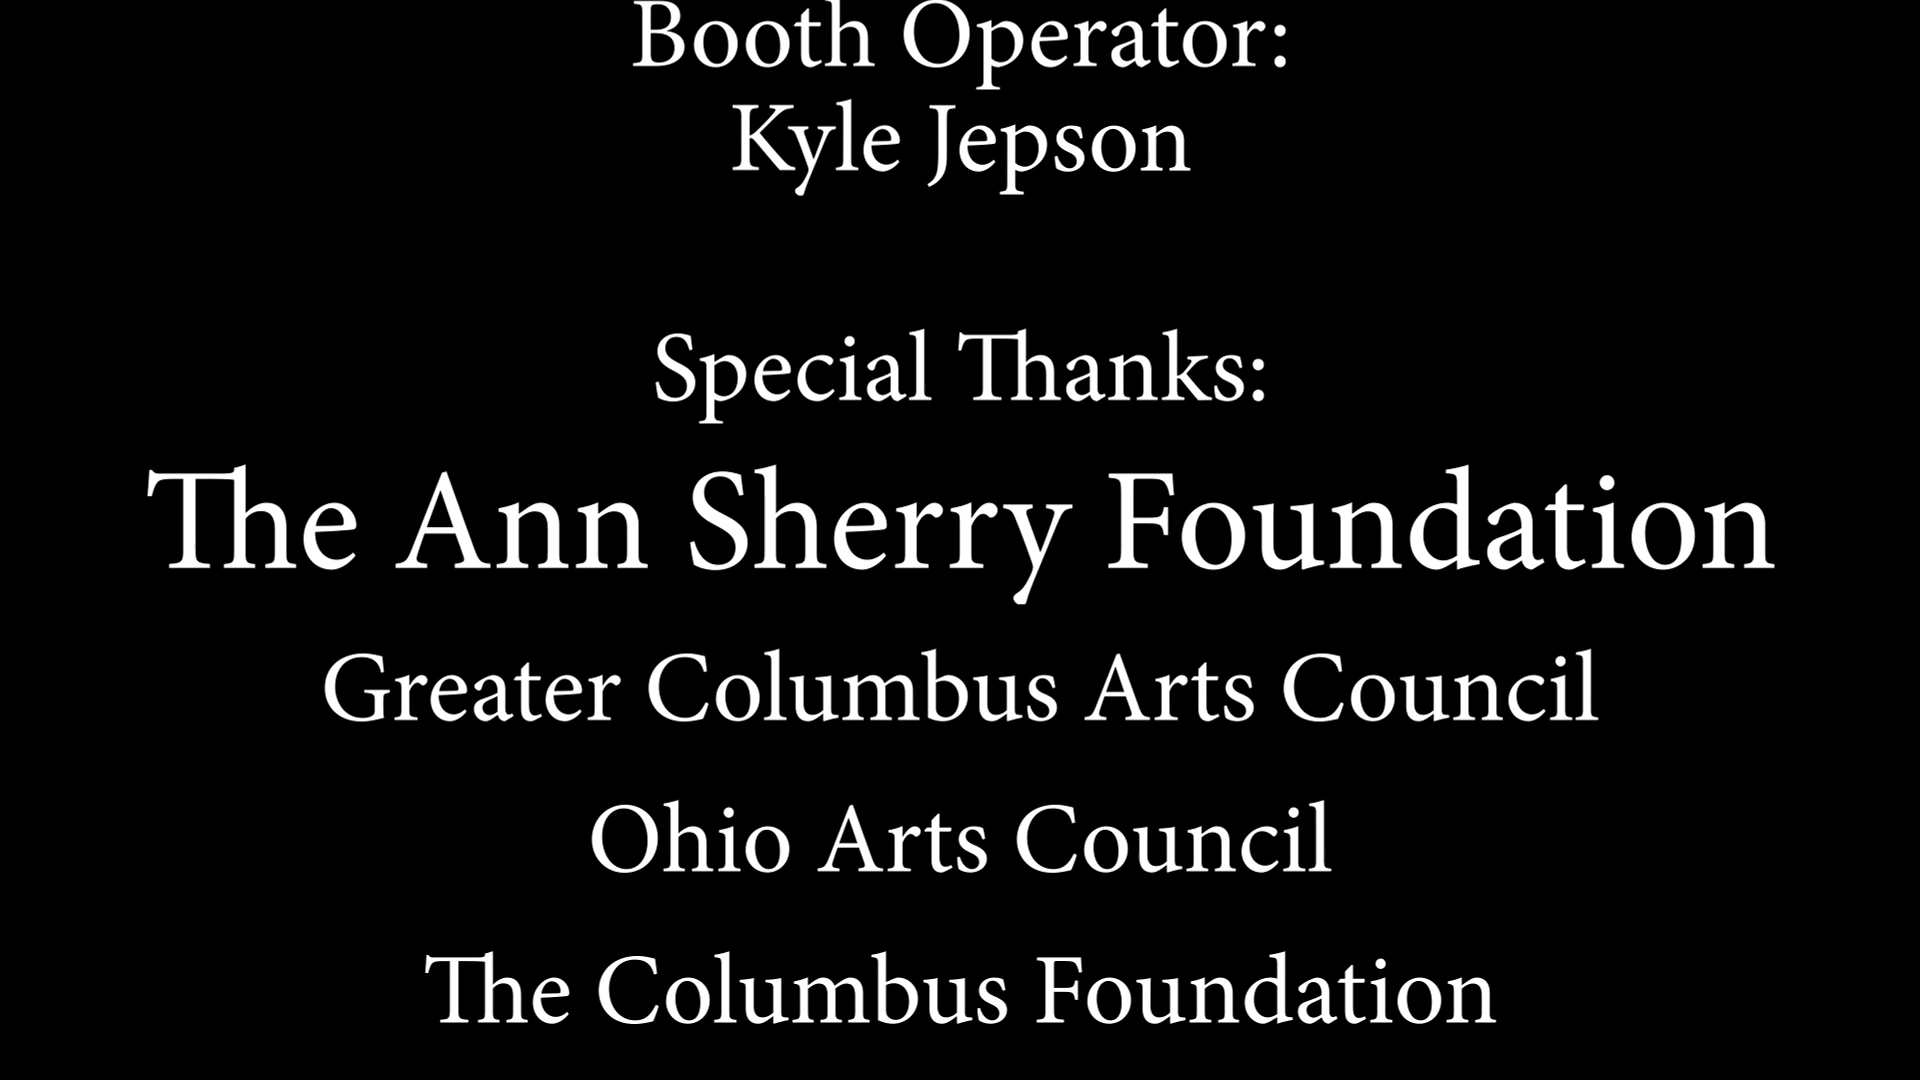 Booth Operator:
Kyle Jepson
Special Thanks:
The Ann Sherry Foundation
Greater Columbus Arts Council
Ohio Arts Council
The Columbus Foundation